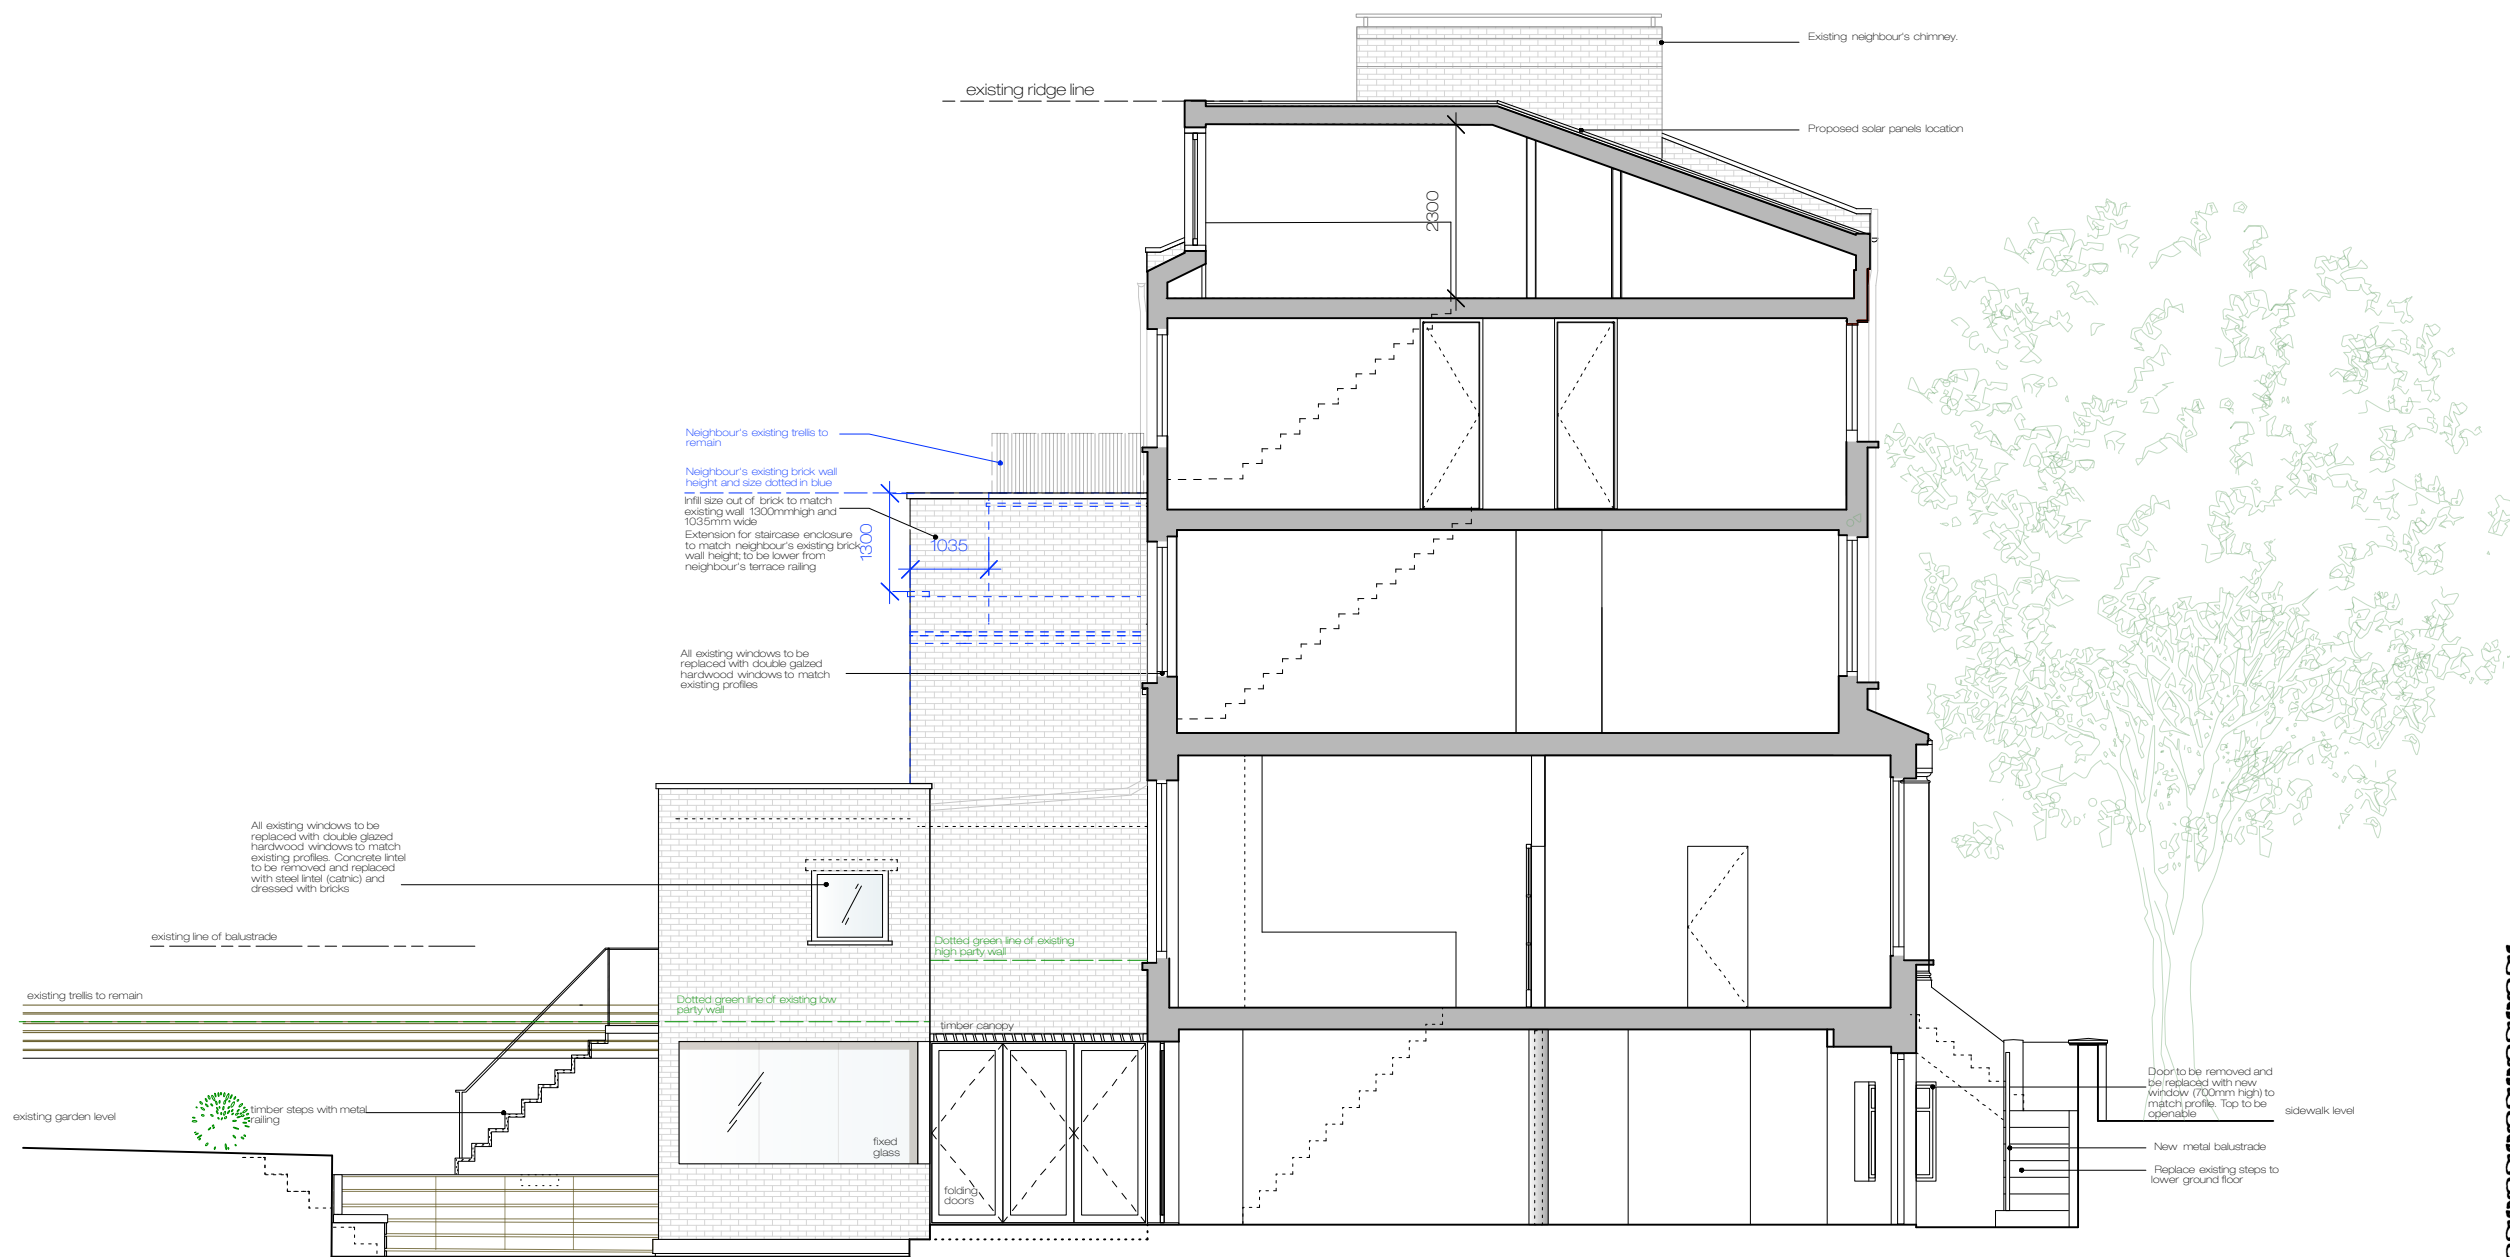 Existing neighbour's chimney.
existing ridge line
Proposed solar panels location
2300
Neighbour's existing trellis to
remain
Neighbour's existing brick wall
height and size dotted in blue
Infill size out of brick to match
existing wall 1300mmhigh and
1035mm wide
Extension for staircase enclosure
to match neighbour's existing brick
wall height; to be lower from
neighbour's terrace railing
1300
1035
All existing windows to be
replaced with double galzed
hardwood windows to match
existing profiles
All existing windows to be
replaced with double glazed
hardwood windows to match
existing profiles. Concrete lintel
to be removed and replaced
with steel lintel (catnic) and
dressed with bricks
existing line of balustrade
Dotted green line of existing
high party wall
existing trellis to remain
Dotted green line of existing low
party wall
timber canopy
existing garden level
timber steps with metal
railing
fixed
glass
folding
doors
Door to be removed and
be replaced with new
window (700mm high) to
match profile. Top to be
openable
sidewalk level
New metal balustrade
Replace existing steps to
lower ground floor